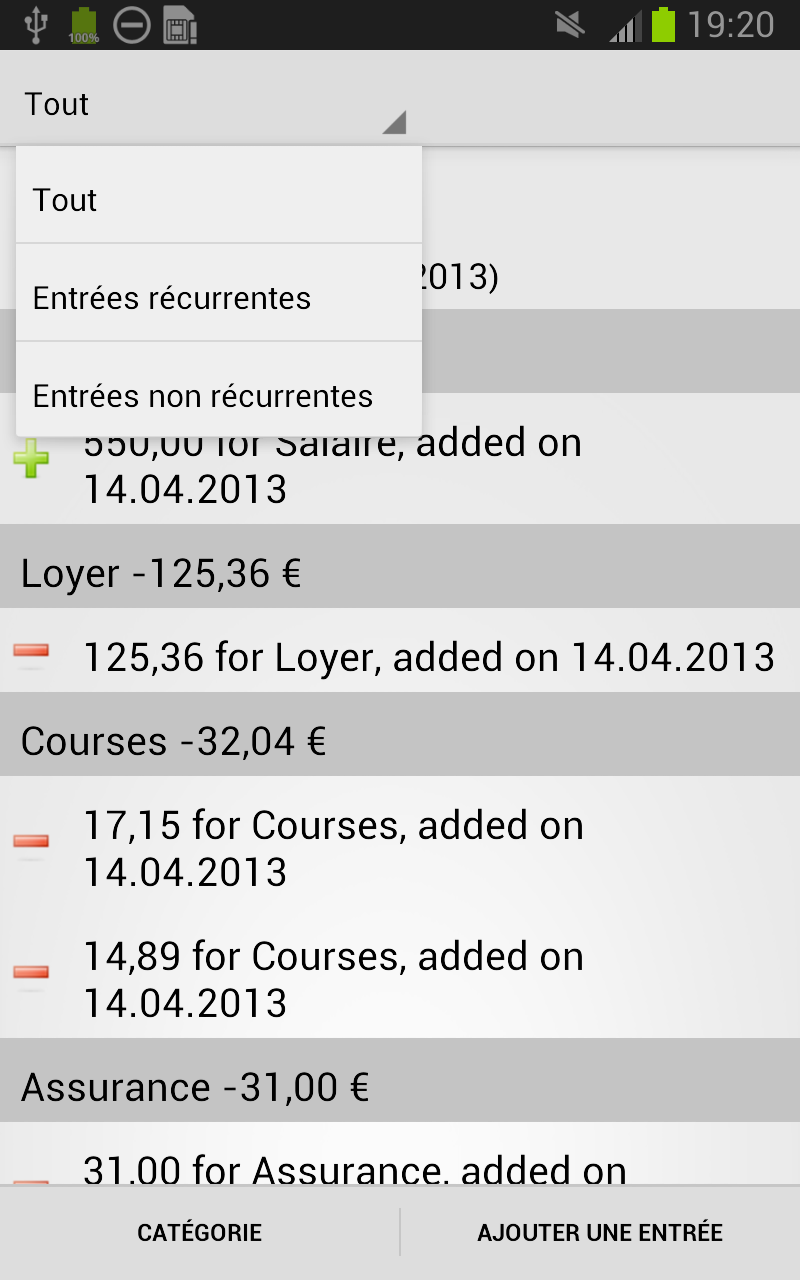 100%
19:20
Tout
Tout
Entrées récurrentes
2013)
Entrées non récurrentes
550,00 for Salaire, added on
14.04.2013
Loyer -125,36 €
125,36 for Loyer, added on 14.04.2013
Courses -32,04 €
17,15 for Courses, added on
14.04.2013
14,89 for Courses, added on
14.04.2013
Assurance -31,00 €
31,00 for Assurance, added on
CATÉGORIE
AJOUTER UNE ENTRÉE